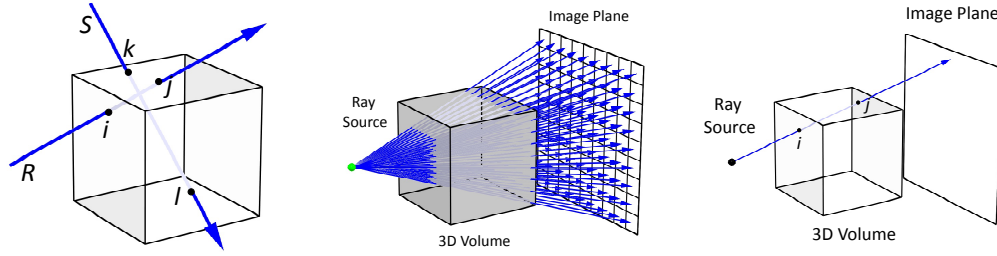 S
k
j
i
R
l
Image Plane
Ray
Source
3D Volume
Image Plane
Ray
Source
j
i
3D Volume